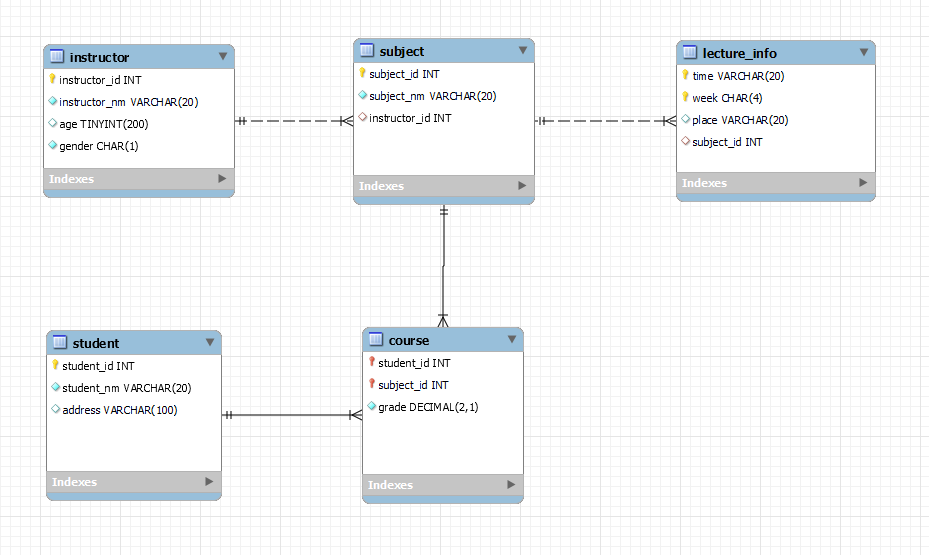 instructor
instructor_id INT
instructor_nm VARCHAR(20)
age TINYINT(200)
gender CHAR(1)
Indexes
subject
subject_id INT
subject_nm VARCHAR(20)
instructor_id INT
Indexes
lecture_info
time VARCHAR(20)
week CHAR(4)
place VARCHAR(20)
subject_id INT
Indexes
student
student_id INT
student_nm VARCHAR(20)
address VARCHAR(100)
Indexes
course
student_id INT
subject_id INT
grade DECIMAL(2,1)
Indexes